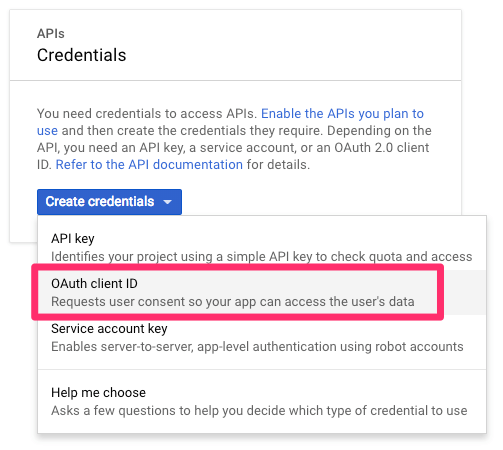 APIs
Credentials
You need credentials to access APIs. Enable the APIs you plan to
use and then create the credentials they require. Depending on the
API, you need an API key, a service account, or an OAuth 2.0 client
ID. Refer to the API documentation for details.
Create credentials
API key
Identifies your project using a simple API key to check quota and access
OAuth client ID
Requests user consent so your app can access the user's data
Service account key
Enables server-to-server, app-level authentication using robot accounts
Help me choose
Asks a few questions to help you decide which type of credential to use